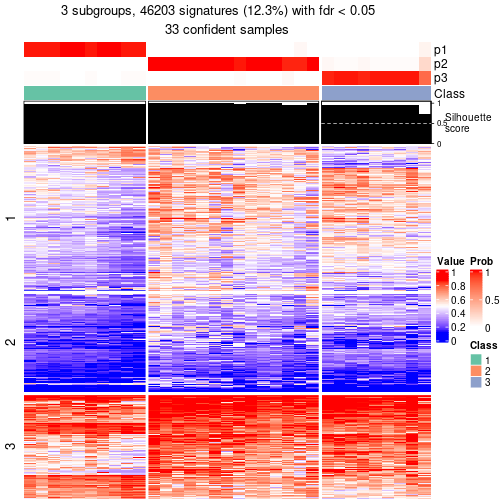 3 subgroups, 46203 signatures (12.3%) with fdr < 0.05
33 confident samples
p1
p2
p3
Class
1
0.5
0
Silhouette
score
1
2
3
Value Prob
1 1
0.8
0.6 0.5
0.4
0.2
0 0
Class
1
2
3